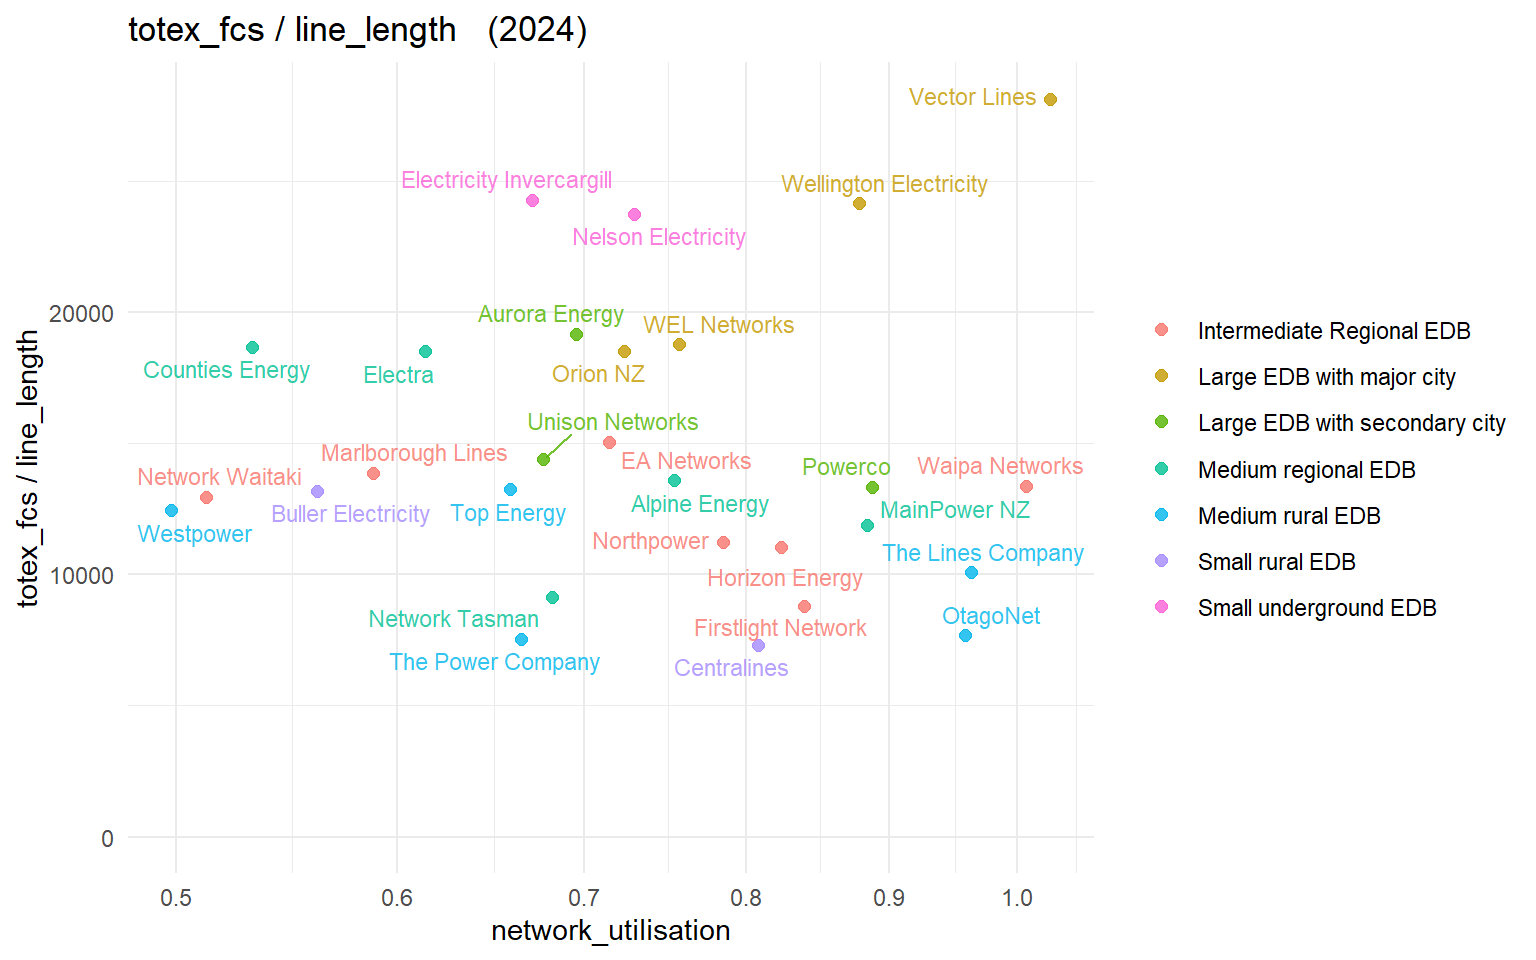 totex_fcs / line_length   (2024)
Vector Lines
Electricity Invercargill
Wellington Electricity
Nelson Electricity
20000
Aurora Energy
WEL Networks
Counties Energy
Electra
Orion NZ
Unison Networks
Marlborough Lines
EA Networks
Powerco
Waipa Networks
Network Waitaki
Buller Electricity
Top Energy
Alpine Energy
MainPower NZ
Westpower
Northpower
The Lines Company
10000
Horizon Energy
Network Tasman
Firstlight Network
OtagoNet
The Power Company
Centralines
0
0.5
0.6
0.7
0.8
0.9
1.0
network_utilisation
totex_fcs / line_length
Intermediate Regional EDB
Large EDB with major city
Large EDB with secondary city
Medium regional EDB
Medium rural EDB
Small rural EDB
Small underground EDB